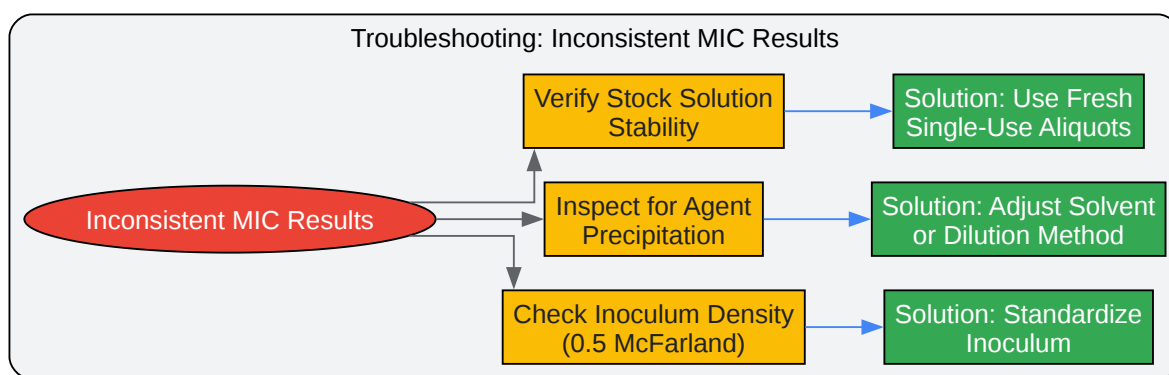 Troubleshooting: Inconsistent MIC Results
Inconsistent MIC Results
Verify Stock Solution
Stability
Solution: Use Fresh
Single-Use Aliquots
Inspect for Agent
Precipitation
Solution: Adjust Solvent
or Dilution Method
Check Inoculum Density
(0.5 McFarland)
Solution: Standardize
Inoculum